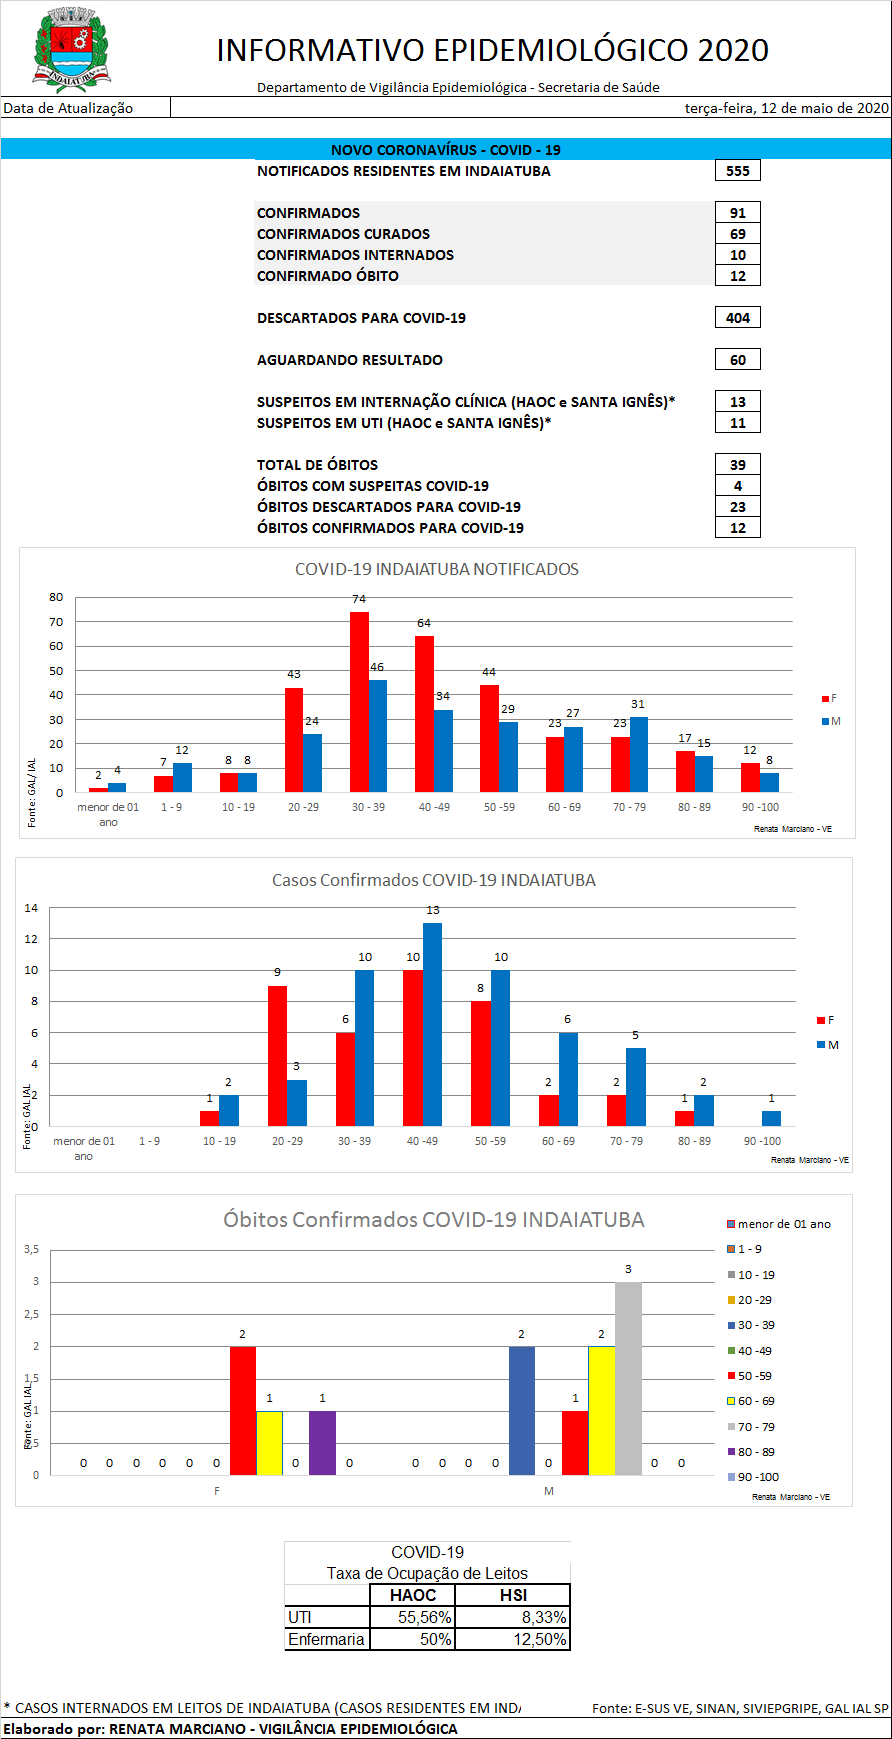 INDAIATUBA
INFORMATIVO EPIDEMIOLÓGICO 2020
Departamento de Vigilância Epidemiológica - Secretaria de Saúde
Data de Atualização terça-feira, 12 de maio de 2020
NOVO CORONAVÍRUS - COVID - 19
NOTIFICADOS RESIDENTES EM INDAIATUBA 555
CONFIRMADOS 91
CONFIRMADOS CURADOS 69
CONFIRMADOS INTERNADOS 10
CONFIRMADO ÓBITO 12
DESCARTADOS PARA COVID-19 404
AGUARDANDO RESULTADO 60
SUSPEITOS EM INTERNAÇÃO CLÍNICA (HAOC e SANTA IGNÊS)* 13
SUSPEITOS EM UTI (HAOC e SANTA IGNÊS)* 11
TOTAL DE ÓBITOS 39
ÓBITOS COM SUSPEITAS COVID-19 4
ÓBITOS DESCARTADOS PARA COVID-19 23
ÓBITOS CONFIRMADOS PARA COVID-19 12
COVID-19 INDAIATUBA NOTIFICADOS
80
70
60
50
40
30
20
10
0
2 4 7 12 8 8 43 24 74 46 64 34 44 29 23 27 23 31 17 15 12 8
menor de 01 ano 1 - 9 10 - 19 20 -29 30 - 39 40 -49 50 -59 60 - 69 70 - 79 80 - 89 90 -100
F
M
Fonte: GAL/ IAL
Renata Marciano - VE
Casos Confirmados COVID-19 INDAIATUBA
14
12
10
8
6
4
2
0
1 2 9 3 6 10 10 13 8 10 2 6 2 5 1 2 1
menor de 01 ano 1 - 9 10 - 19 20 -29 30 - 39 40 -49 50 -59 60 - 69 70 - 79 80 - 89 90 -100
F
M
Fonte: GAL IAL
Renata Marciano - VE
Óbitos Confirmados COVID-19 INDAIATUBA
3,5
3
2,5
2
1,5
1
0,5
0
0 0 0 0 0 0 2 1 0 1 0
0 0 0 0 2 0 1 2 3 0 0
F M
menor de 01 ano
1 - 9
10 - 19
20 -29
30 - 39
40 -49
50 -59
60 - 69
70 - 79
80 - 89
90 -100
Fonte: GAL IAL
Renata Marciano - VE
COVID-19
Taxa de Ocupação de Leitos
HAOC HSI
UTI 55,56% 8,33%
Enfermaria 50% 12,50%
* CASOS INTERNADOS EM LEITOS DE INDAIATUBA (CASOS RESIDENTES EM INDA Fonte: E-SUS VE, SINAN, SIVIEPGRIPE, GAL IAL SP
Elaborado por: RENATA MARCIANO - VIGILÂNCIA EPIDEMIOLÓGICA